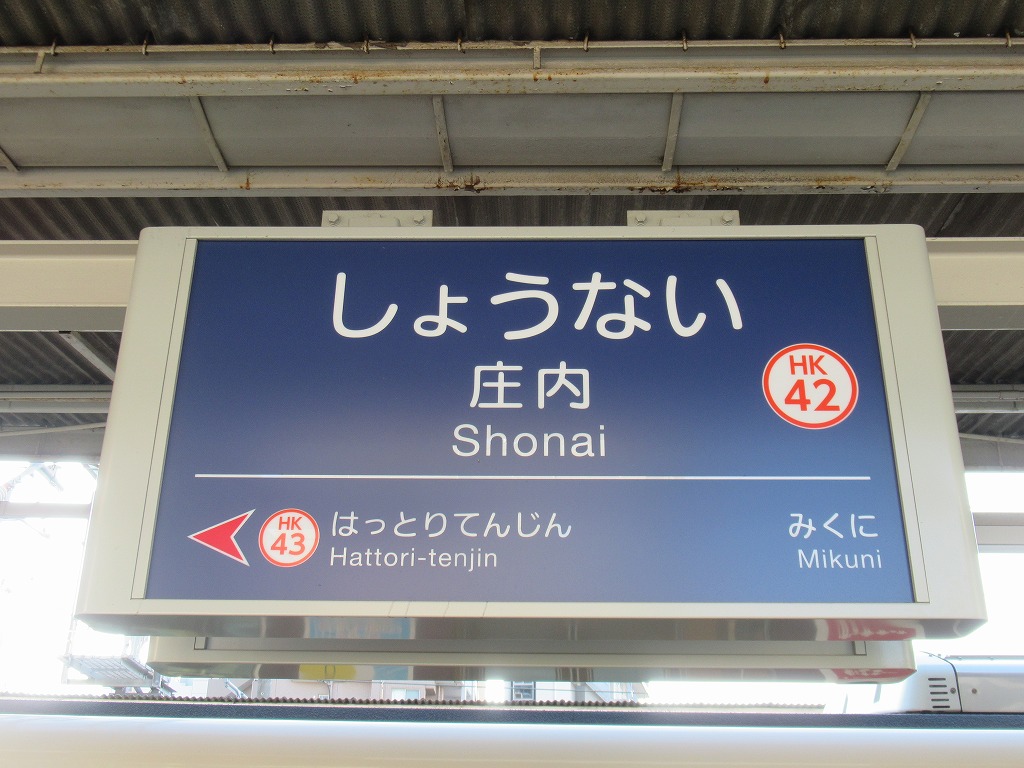 しょうない
庄内
Shonai
HK
42
HK
43
はっとりてんじん
Hattori-tenjin
みくに
Mikuni